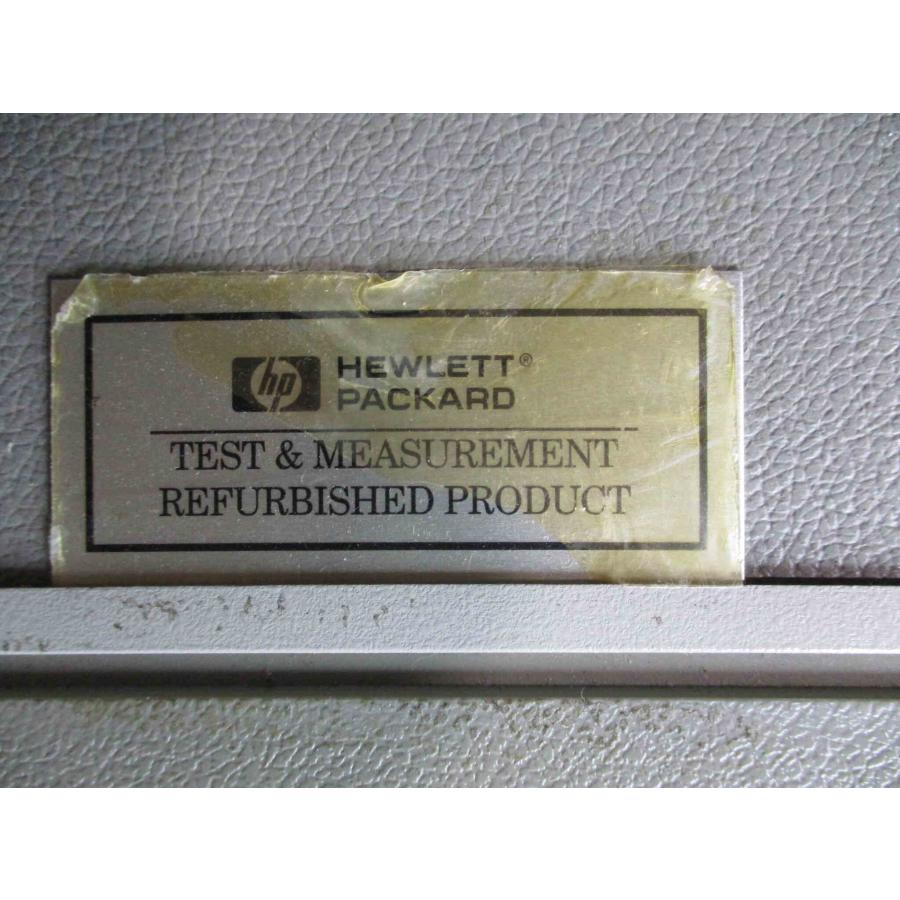 hp HEWLETT®
PACKARD
TEST & MEASUREMENT
REFURBISHED PRODUCT